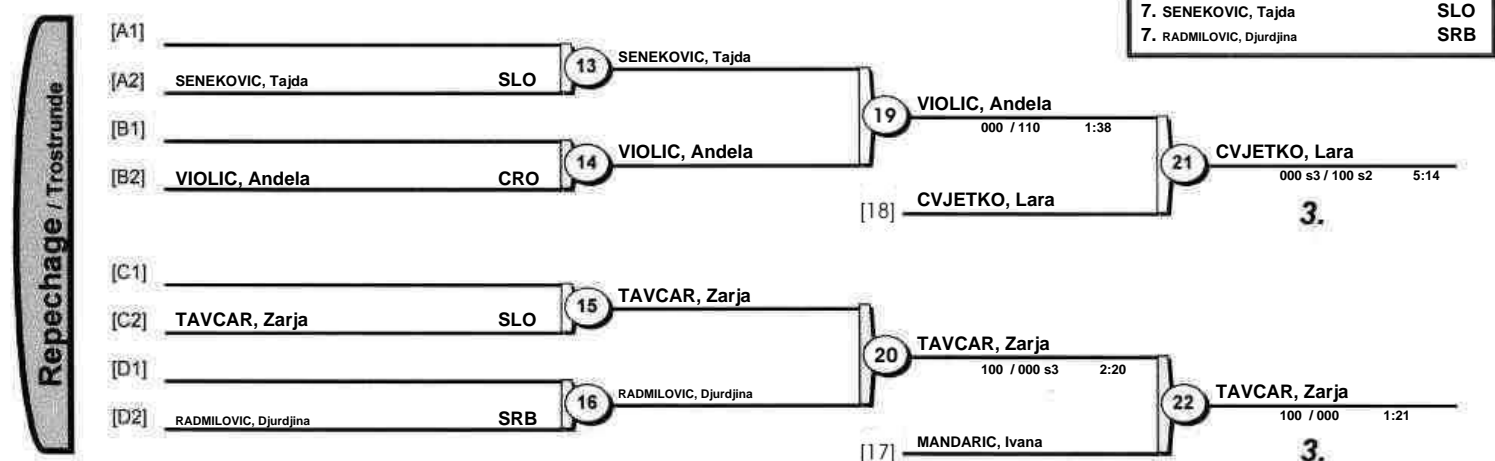 7. SENEKOVIC, Tajda SLO
7. RADMILOVIC, Djurdjina SRB
Repechage / Trostrunde
[A1]
[A2] SENEKOVIC, Tajda SLO
13 SENEKOVIC, Tajda
[B1]
[B2] VIOLIC, Andela CRO
14 VIOLIC, Andela
19 VIOLIC, Andela
000 / 110 1:38
[18] CVJETKO, Lara
21 CVJETKO, Lara
000 s3 / 100 s2 5:14
3.
[C1]
[C2] TAVCAR, Zarja SLO
15 TAVCAR, Zarja
[D1]
[D2] RADMILOVIC, Djurdjina SRB
16 RADMILOVIC, Djurdjina
20 TAVCAR, Zarja
100 / 000 s3 2:20
[17] MANDARIC, Ivana
22 TAVCAR, Zarja
100 / 000 1:21
3.